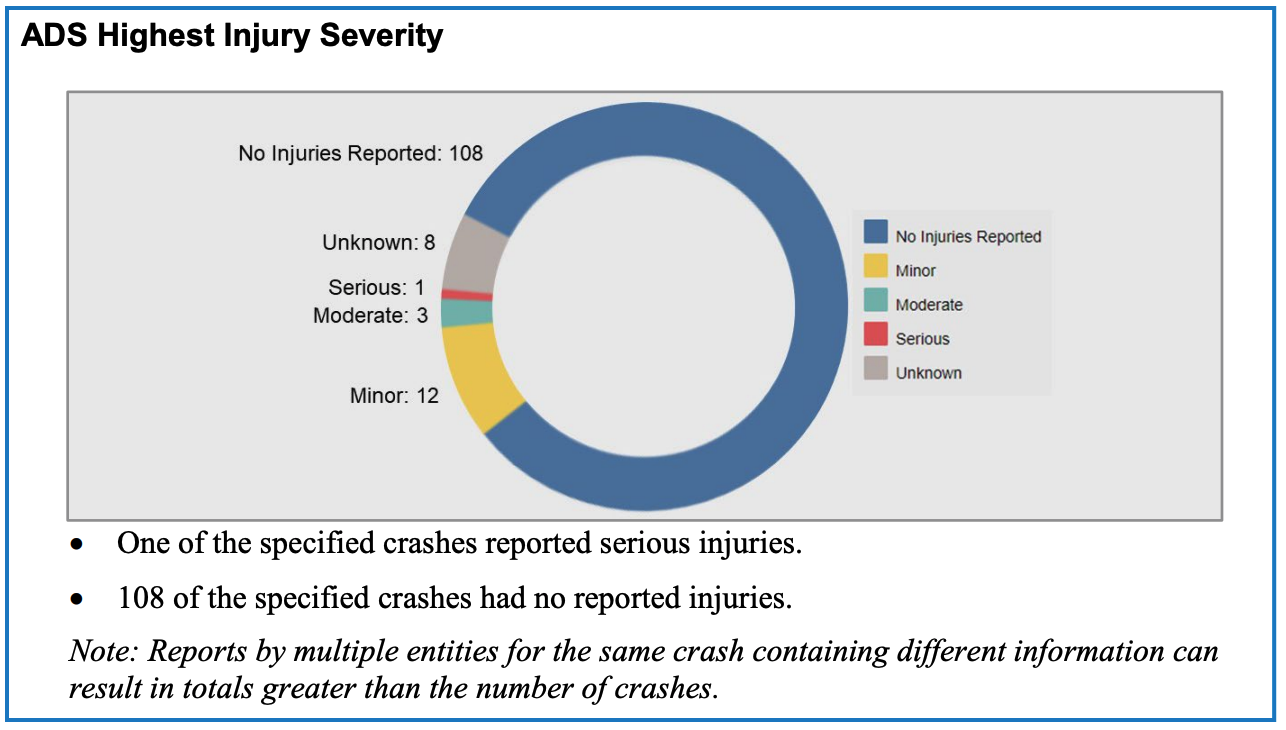 ADS Highest Injury Severity
No Injuries Reported: 108
Unknown: 8
Serious: 1
Moderate: 3
Minor: 12
No Injuries Reported
Minor
Moderate
Serious
Unknown
• One of the specified crashes reported serious injuries.
• 108 of the specified crashes had no reported injuries.
Note: Reports by multiple entities for the same crash containing different information can
result in totals greater than the number of crashes.